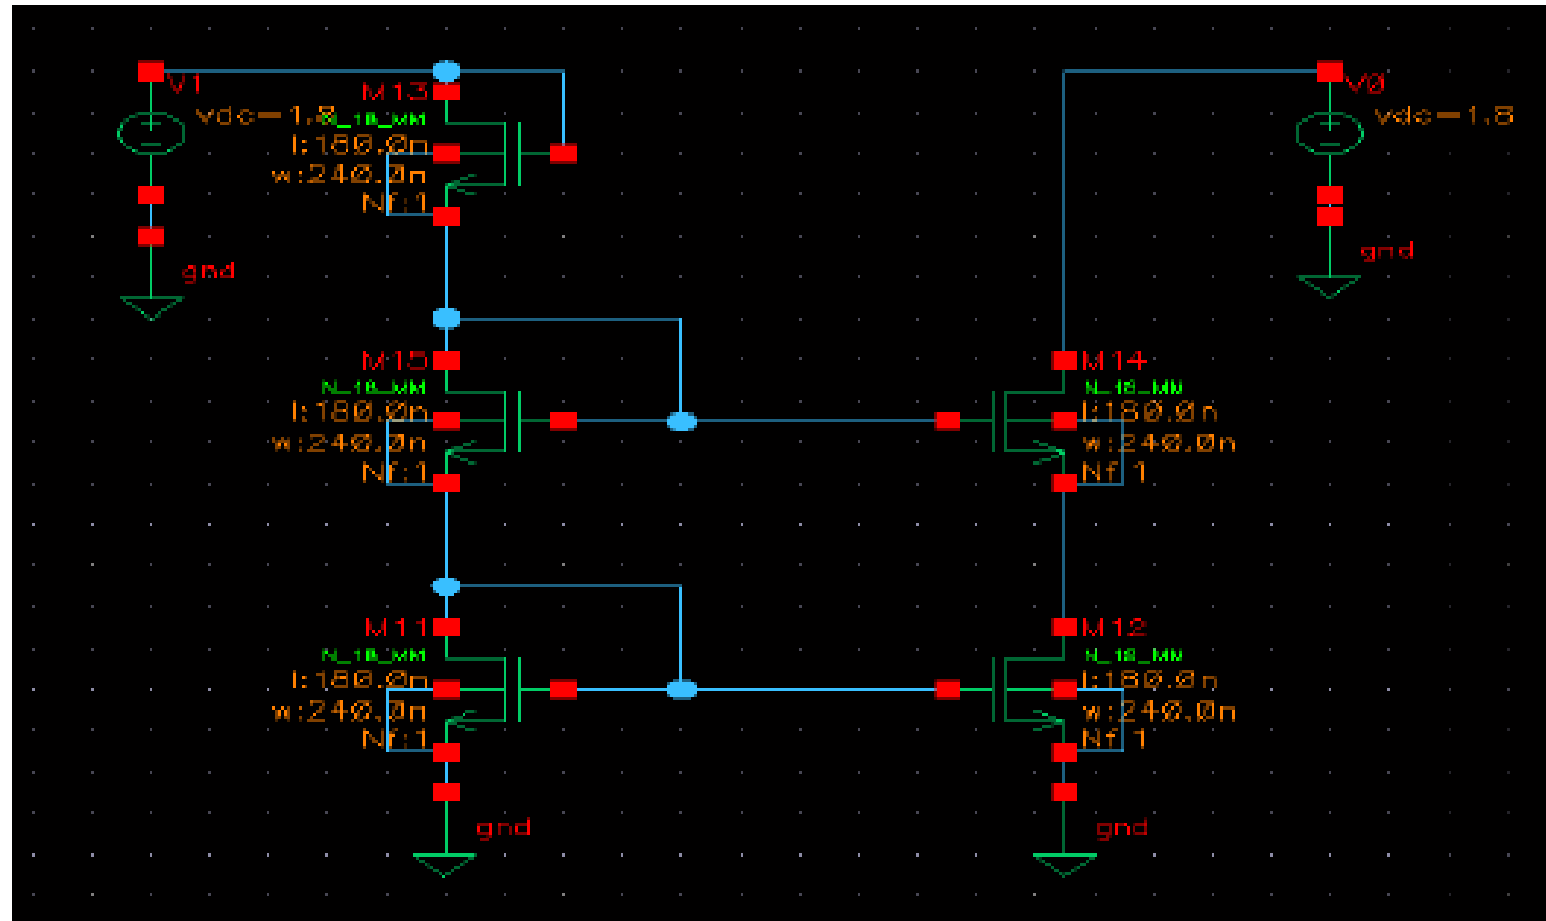 V1
vdc=1.8
M13
N_18_MM
l:180.0n
w:240.0n
Nf:1
gnd
V0
vdc=1.8
gnd
M15
N_18_MM
l:180.0n
w:240.0n
Nf:1
M14
N_18_MM
l:180.0n
w:240.0n
Nf:1
M11
N_18_MM
l:180.0n
w:240.0n
Nf:1
gnd
M12
N_18_MM
l:180.0n
w:240.0n
Nf:1
gnd